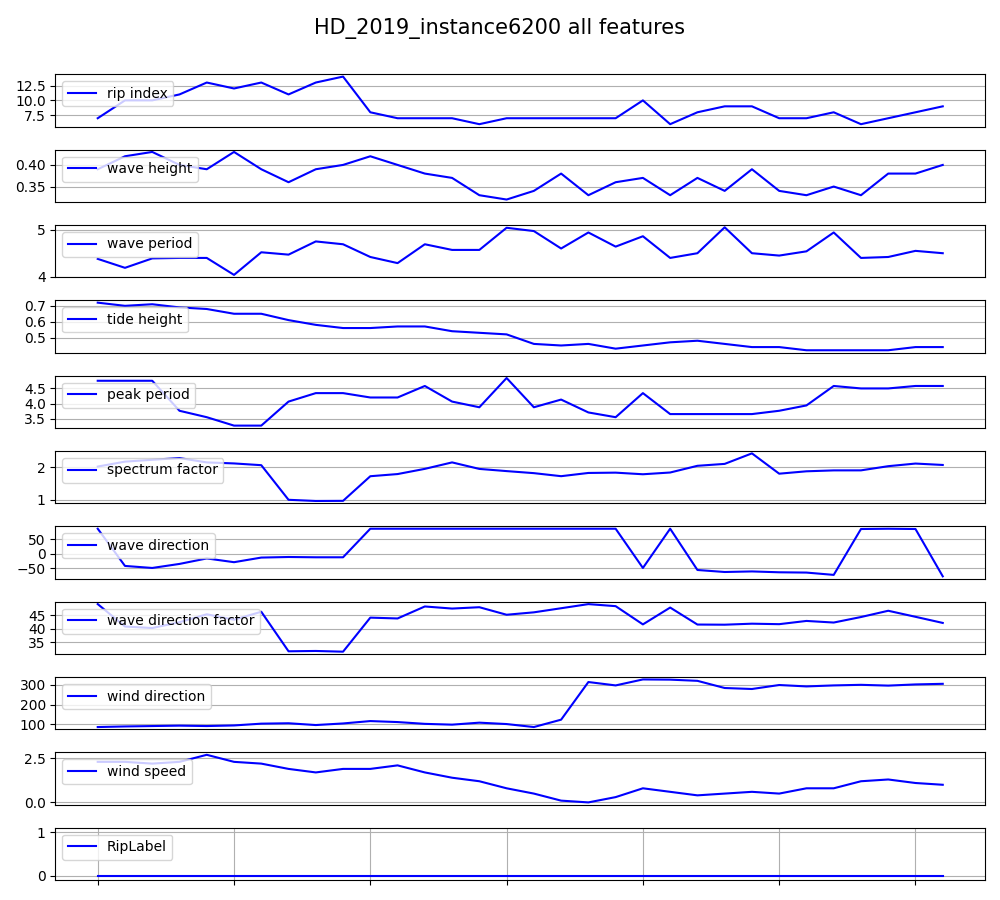 HD_2019_instance6200 all features
12.5
10.0
7.5
rip index
0.40
0.35
wave height
5
4
wave period
0.7
0.6
0.5
tide height
4.5
4.0
3.5
peak period
2
1
spectrum factor
50
0
−50
wave direction
45
40
35
wave direction factor
300
200
100
wind direction
2.5
0.0
wind speed
1
0
RipLabel